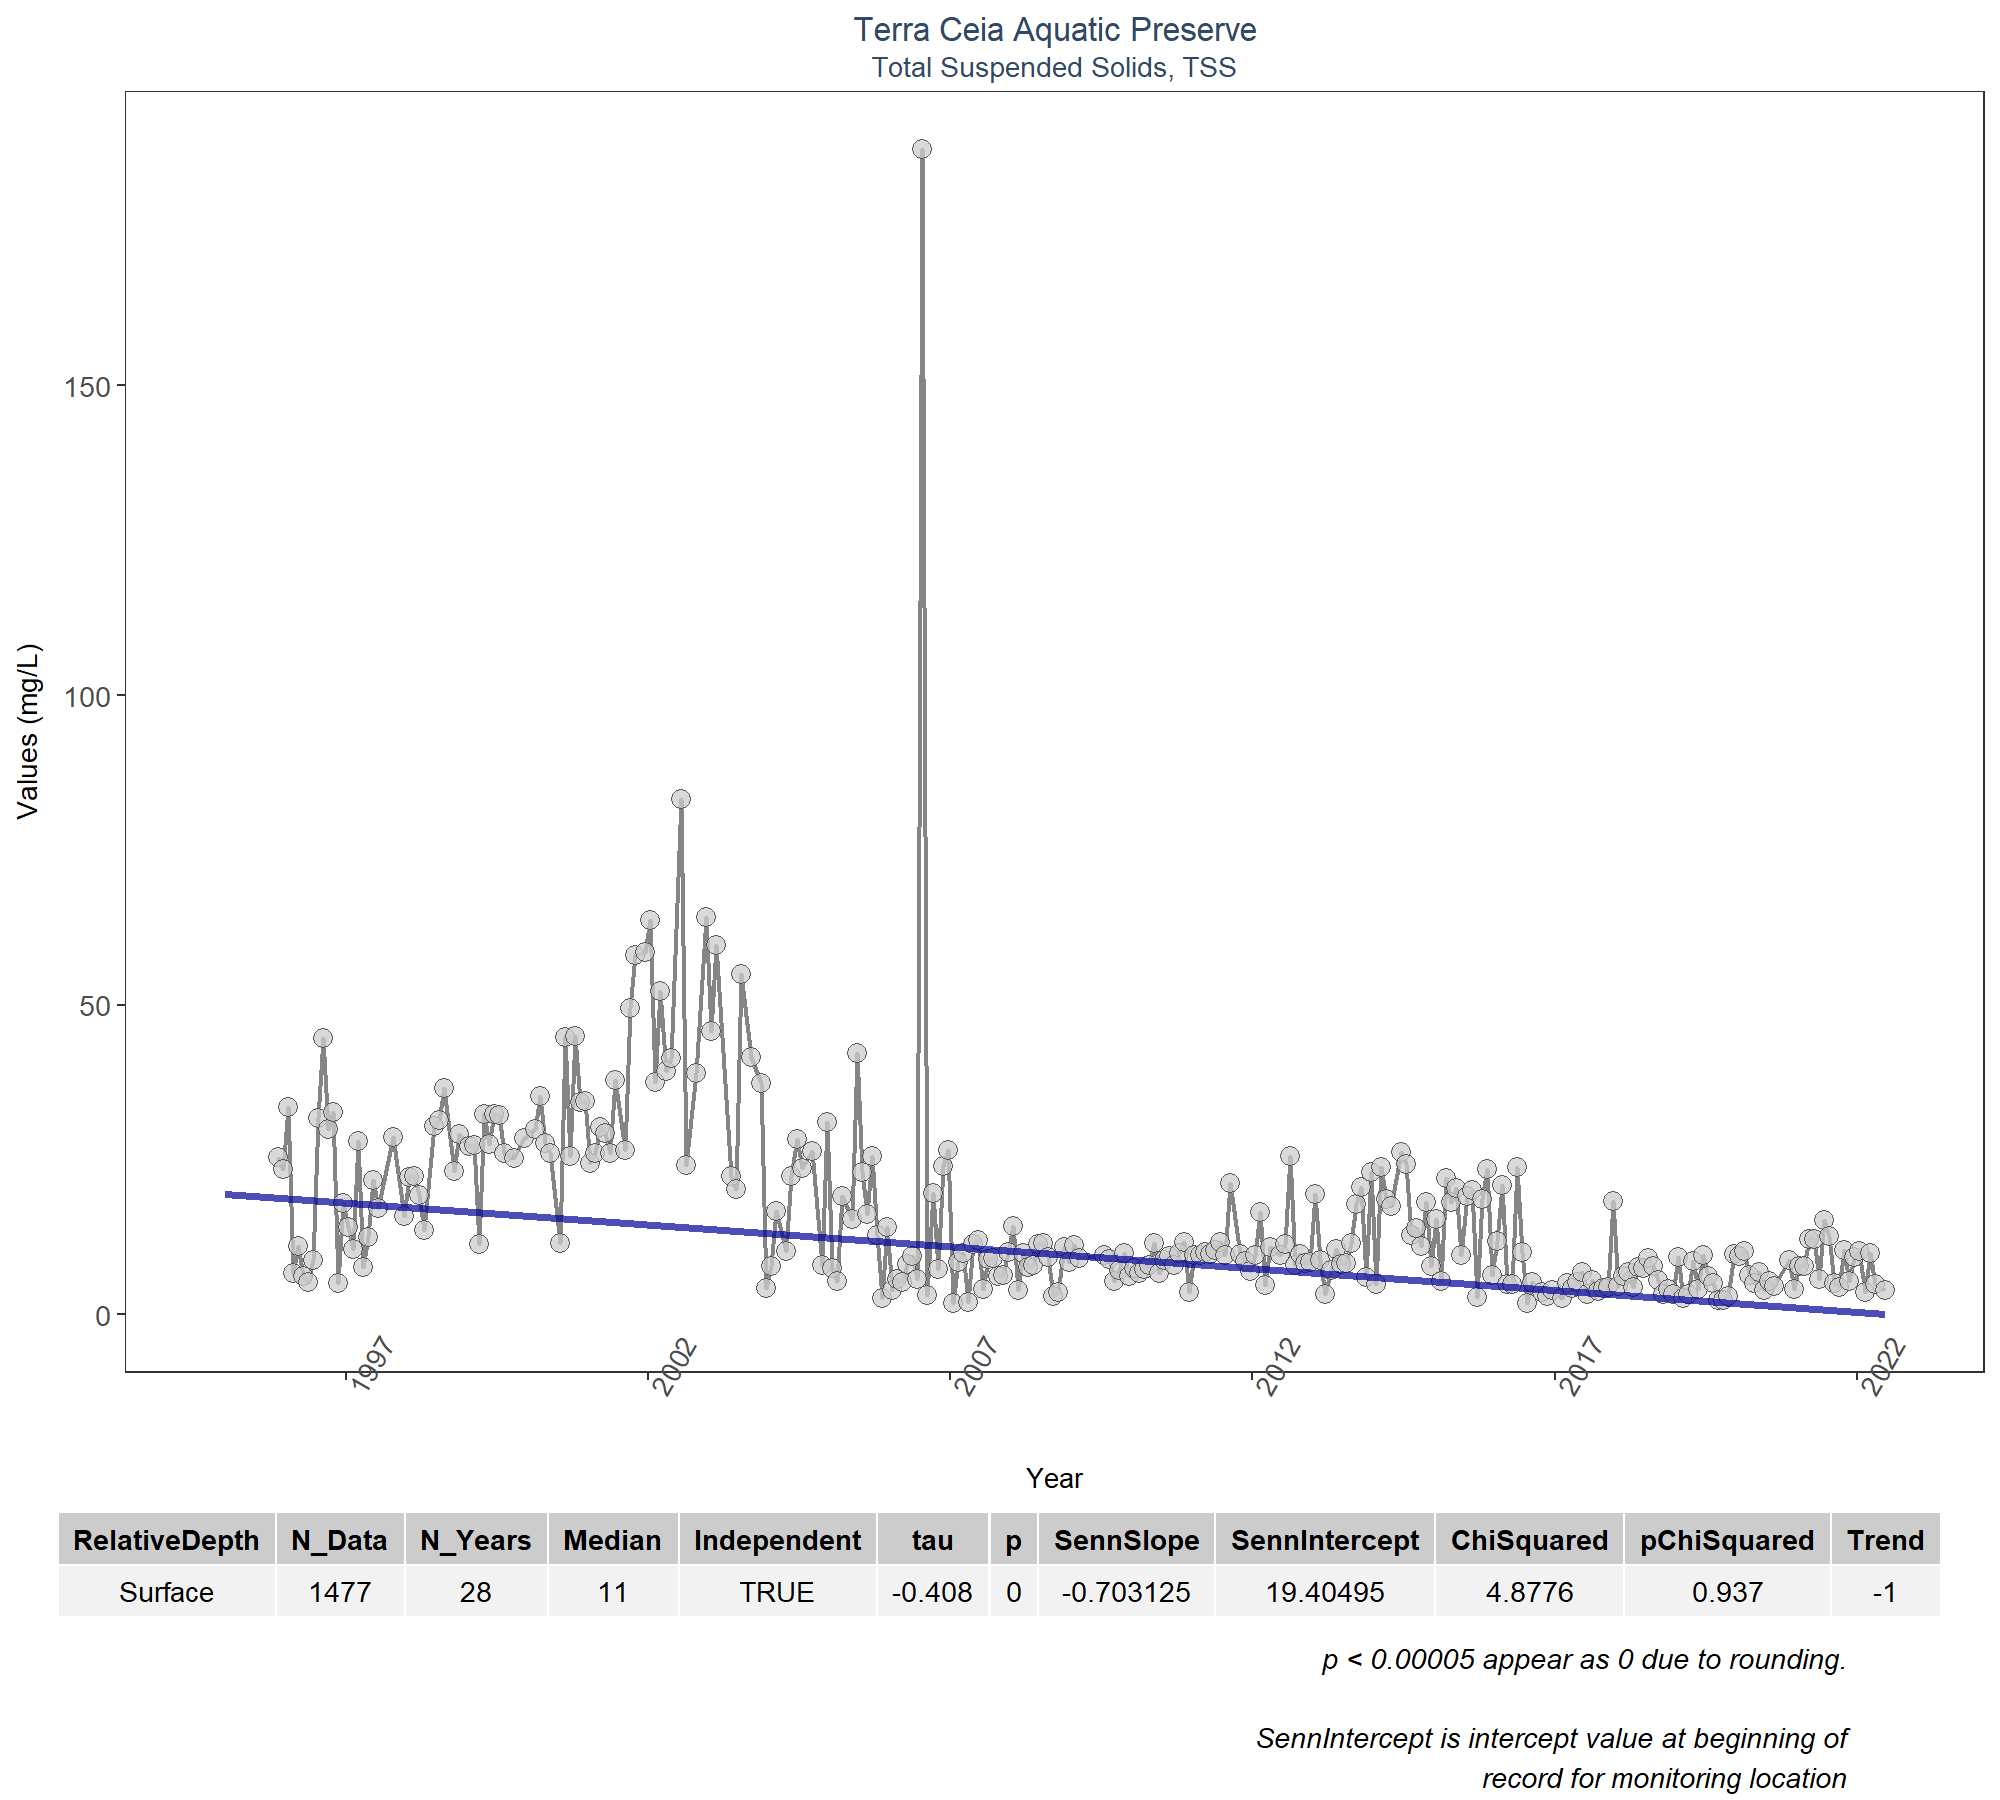 Terra Ceia Aquatic Preserve
Total Suspended Solids, TSS
Values (mg/L)
150
100
50
0
1997 2002 2007 2012 2017 2022
Year
RelativeDepth N_Data N_Years Median Independent tau p SennSlope SennIntercept ChiSquared pChiSquared Trend
Surface 1477 28 11 TRUE -0.408 0 -0.703125 19.40495 4.8776 0.937 -1
p < 0.00005 appear as 0 due to rounding.
SennIntercept is intercept value at beginning of
record for monitoring location